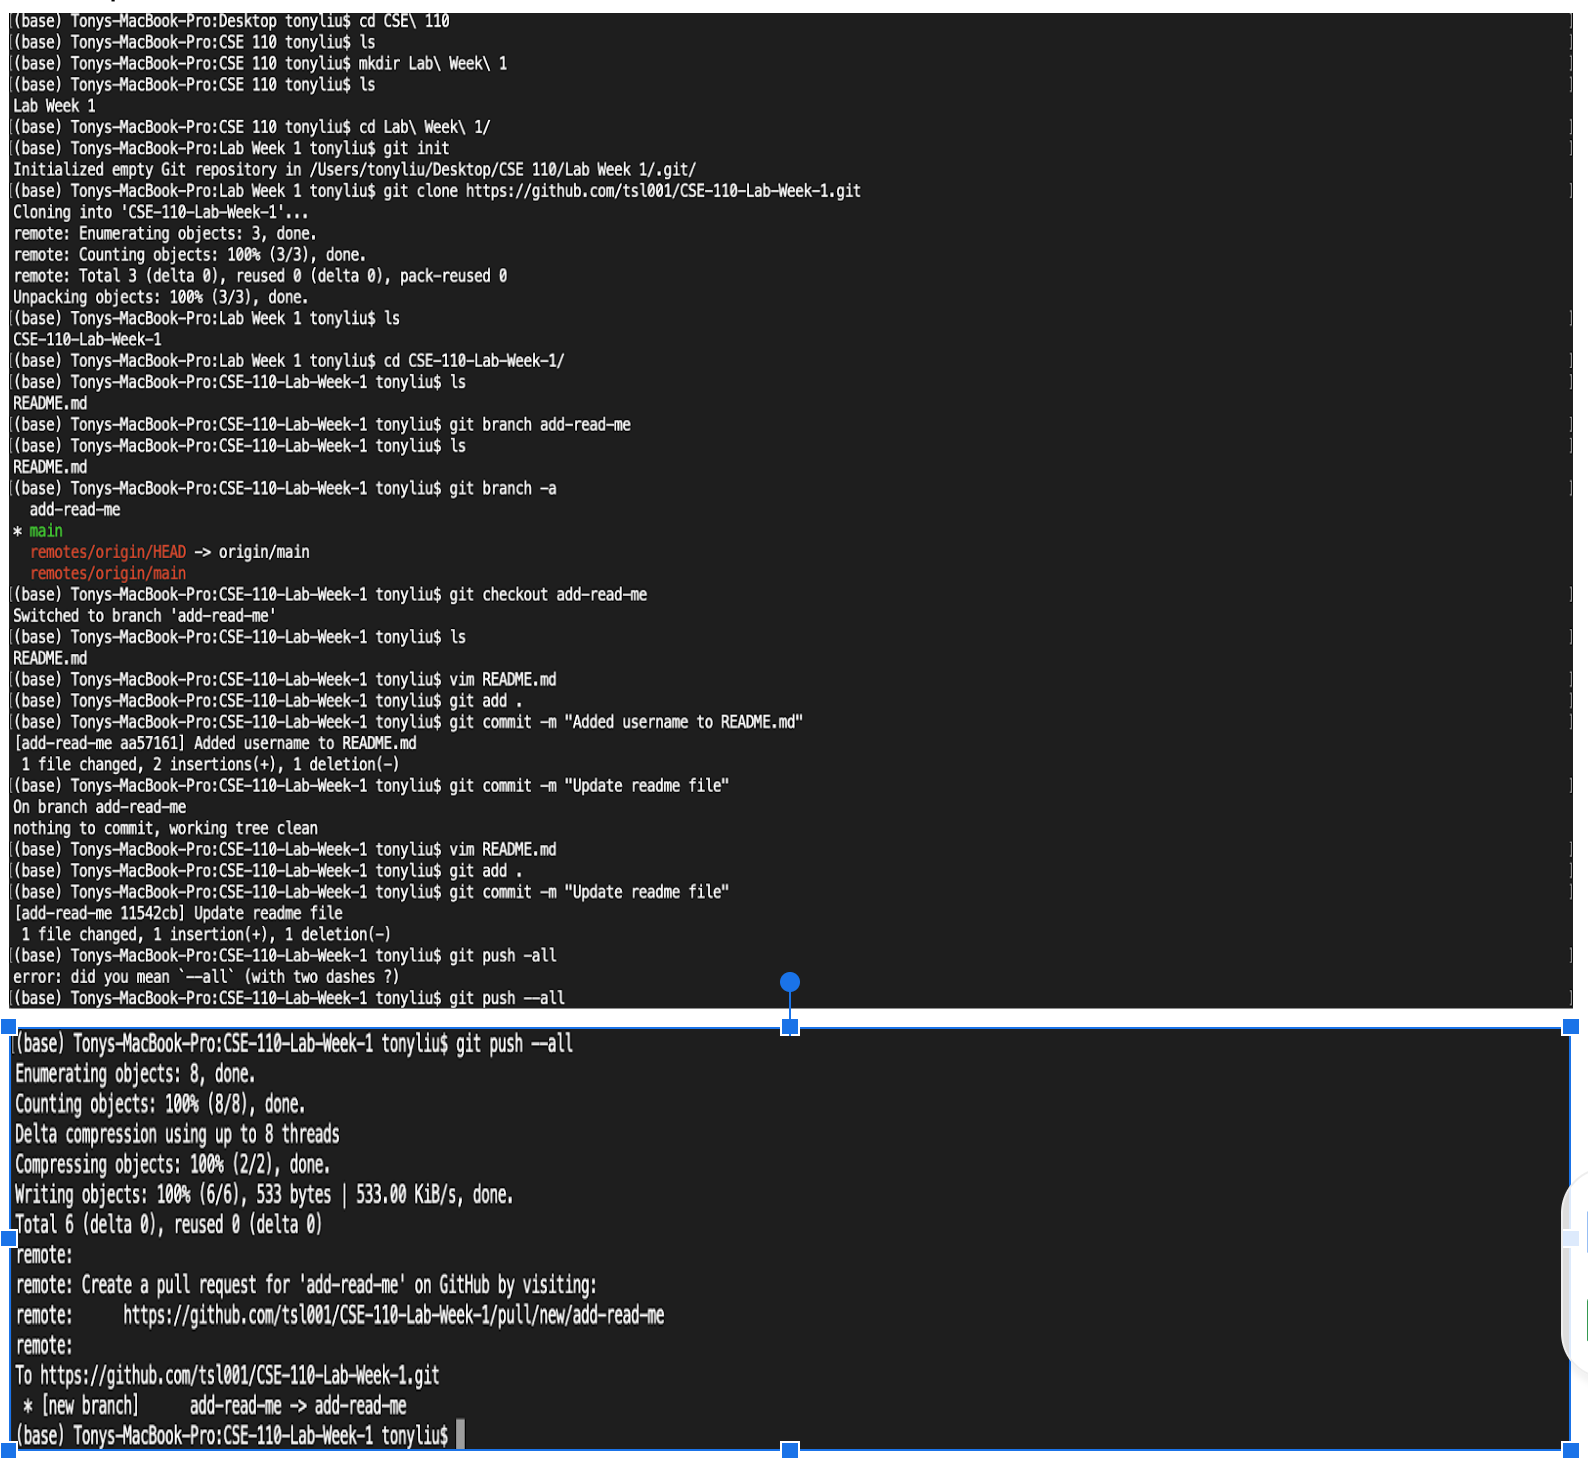 (base) Tonys-MacBook-Pro:Desktop tonyliu$ cd CSE\ 110
(base) Tonys-MacBook-Pro:CSE 110 tonyliu$ ls
(base) Tonys-MacBook-Pro:CSE 110 tonyliu$ mkdir Lab\ Week\ 1
(base) Tonys-MacBook-Pro:CSE 110 tonyliu$ ls
Lab Week 1
(base) Tonys-MacBook-Pro:CSE 110 tonyliu$ cd Lab\ Week\ 1/
(base) Tonys-MacBook-Pro:Lab Week 1 tonyliu$ git init
Initialized empty Git repository in /Users/tonyliu/Desktop/CSE 110/Lab Week 1/.git/
(base) Tonys-MacBook-Pro:Lab Week 1 tonyliu$ git clone https://github.com/tsl001/CSE-110-Lab-Week-1.git
Cloning into 'CSE-110-Lab-Week-1'...
remote: Enumerating objects: 3, done.
remote: Counting objects: 100% (3/3), done.
remote: Total 3 (delta 0), reused 0 (delta 0), pack-reused 0
Unpacking objects: 100% (3/3), done.
(base) Tonys-MacBook-Pro:Lab Week 1 tonyliu$ ls
CSE-110-Lab-Week-1
(base) Tonys-MacBook-Pro:Lab Week 1 tonyliu$ cd CSE-110-Lab-Week-1/
(base) Tonys-MacBook-Pro:CSE-110-Lab-Week-1 tonyliu$ ls
README.md
(base) Tonys-MacBook-Pro:CSE-110-Lab-Week-1 tonyliu$ git branch add-read-me
(base) Tonys-MacBook-Pro:CSE-110-Lab-Week-1 tonyliu$ ls
README.md
(base) Tonys-MacBook-Pro:CSE-110-Lab-Week-1 tonyliu$ git branch -a
  add-read-me
* main
  remotes/origin/HEAD -> origin/main
  remotes/origin/main
(base) Tonys-MacBook-Pro:CSE-110-Lab-Week-1 tonyliu$ git checkout add-read-me
Switched to branch 'add-read-me'
(base) Tonys-MacBook-Pro:CSE-110-Lab-Week-1 tonyliu$ ls
README.md
(base) Tonys-MacBook-Pro:CSE-110-Lab-Week-1 tonyliu$ vim README.md
(base) Tonys-MacBook-Pro:CSE-110-Lab-Week-1 tonyliu$ git add .
(base) Tonys-MacBook-Pro:CSE-110-Lab-Week-1 tonyliu$ git commit -m "Added username to README.md"
[add-read-me aa57161] Added username to README.md
 1 file changed, 2 insertions(+), 1 deletion(-)
(base) Tonys-MacBook-Pro:CSE-110-Lab-Week-1 tonyliu$ git commit -m "Update readme file"
On branch add-read-me
nothing to commit, working tree clean
(base) Tonys-MacBook-Pro:CSE-110-Lab-Week-1 tonyliu$ vim README.md
(base) Tonys-MacBook-Pro:CSE-110-Lab-Week-1 tonyliu$ git add .
(base) Tonys-MacBook-Pro:CSE-110-Lab-Week-1 tonyliu$ git commit -m "Update readme file"
[add-read-me 11542cb] Update readme file
 1 file changed, 1 insertion(+), 1 deletion(-)
(base) Tonys-MacBook-Pro:CSE-110-Lab-Week-1 tonyliu$ git push -all
error: did you mean `--all` (with two dashes ?)
(base) Tonys-MacBook-Pro:CSE-110-Lab-Week-1 tonyliu$ git push --all
(base) Tonys-MacBook-Pro:CSE-110-Lab-Week-1 tonyliu$ git push --all
Enumerating objects: 8, done.
Counting objects: 100% (8/8), done.
Delta compression using up to 8 threads
Compressing objects: 100% (2/2), done.
Writing objects: 100% (6/6), 533 bytes | 533.00 KiB/s, done.
Total 6 (delta 0), reused 0 (delta 0)
remote:
remote: Create a pull request for 'add-read-me' on GitHub by visiting:
remote:      https://github.com/tsl001/CSE-110-Lab-Week-1/pull/new/add-read-me
remote:
To https://github.com/tsl001/CSE-110-Lab-Week-1.git
 * [new branch]      add-read-me -> add-read-me
(base) Tonys-MacBook-Pro:CSE-110-Lab-Week-1 tonyliu$